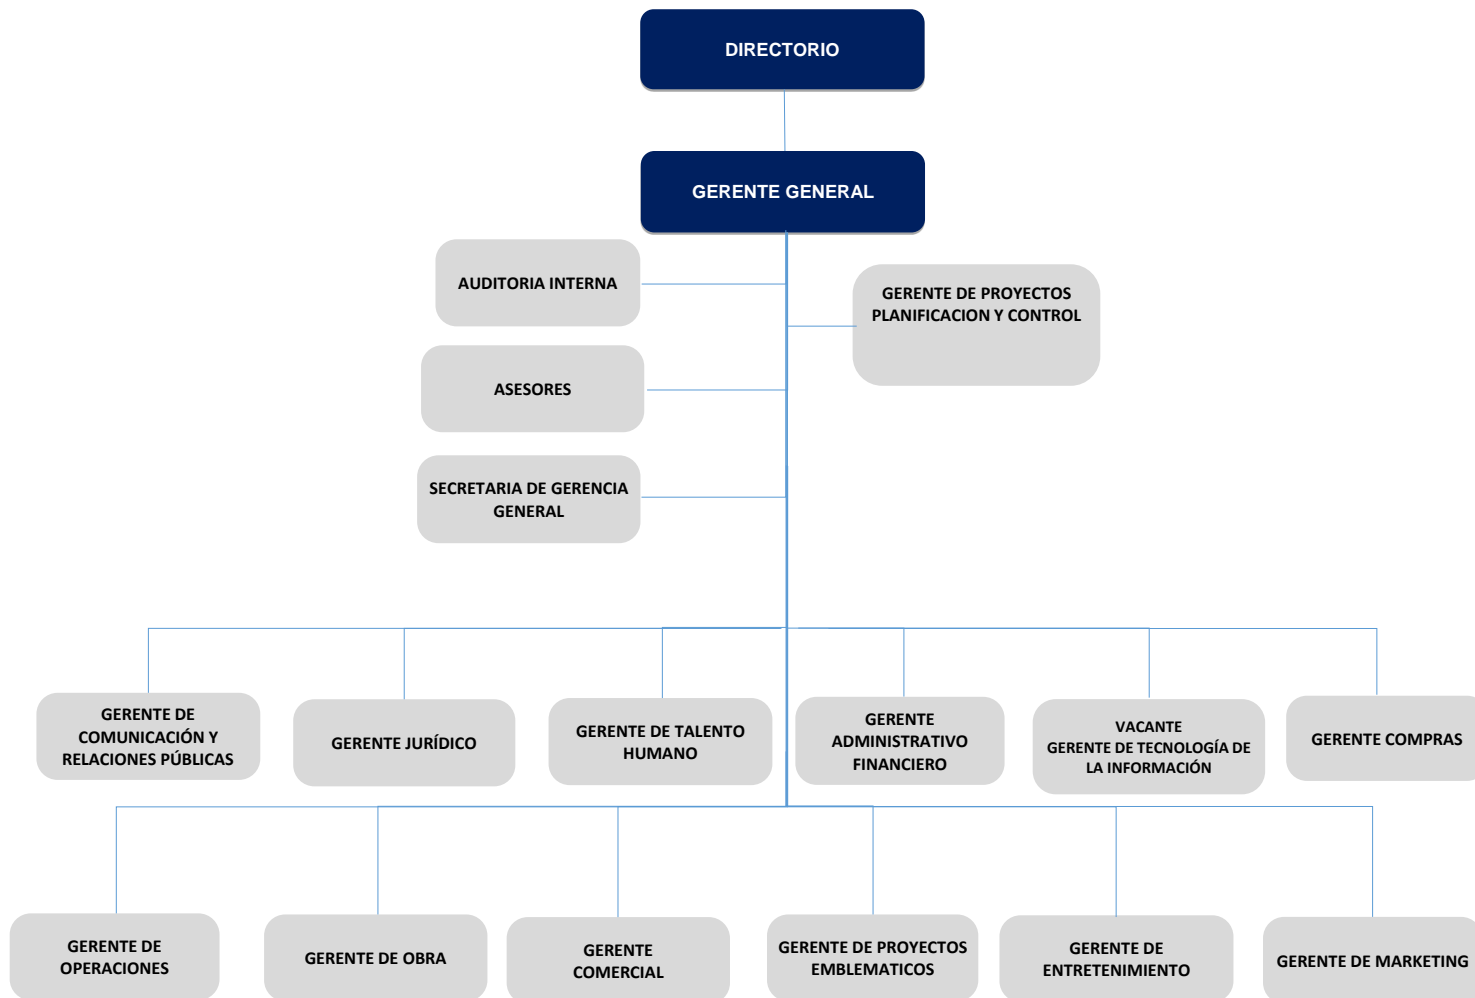 DIRECTORIO
GERENTE GENERAL
AUDITORIA INTERNA
GERENTE DE PROYECTOS
PLANIFICACION Y CONTROL
ASESORES
SECRETARIA DE GERENCIA
GENERAL
GERENTE DE
COMUNICACIÓN Y
RELACIONES PÚBLICAS
GERENTE JURÍDICO
GERENTE DE TALENTO
HUMANO
GERENTE
ADMINISTRATIVO
FINANCIERO
VACANTE
GERENTE DE TECNOLOGÍA DE
LA INFORMACIÓN
GERENTE COMPRAS
GERENTE DE
OPERACIONES
GERENTE DE OBRA
GERENTE
COMERCIAL
GERENTE DE PROYECTOS
EMBLEMATICOS
GERENTE DE
ENTRETENIMIENTO
GERENTE DE MARKETING